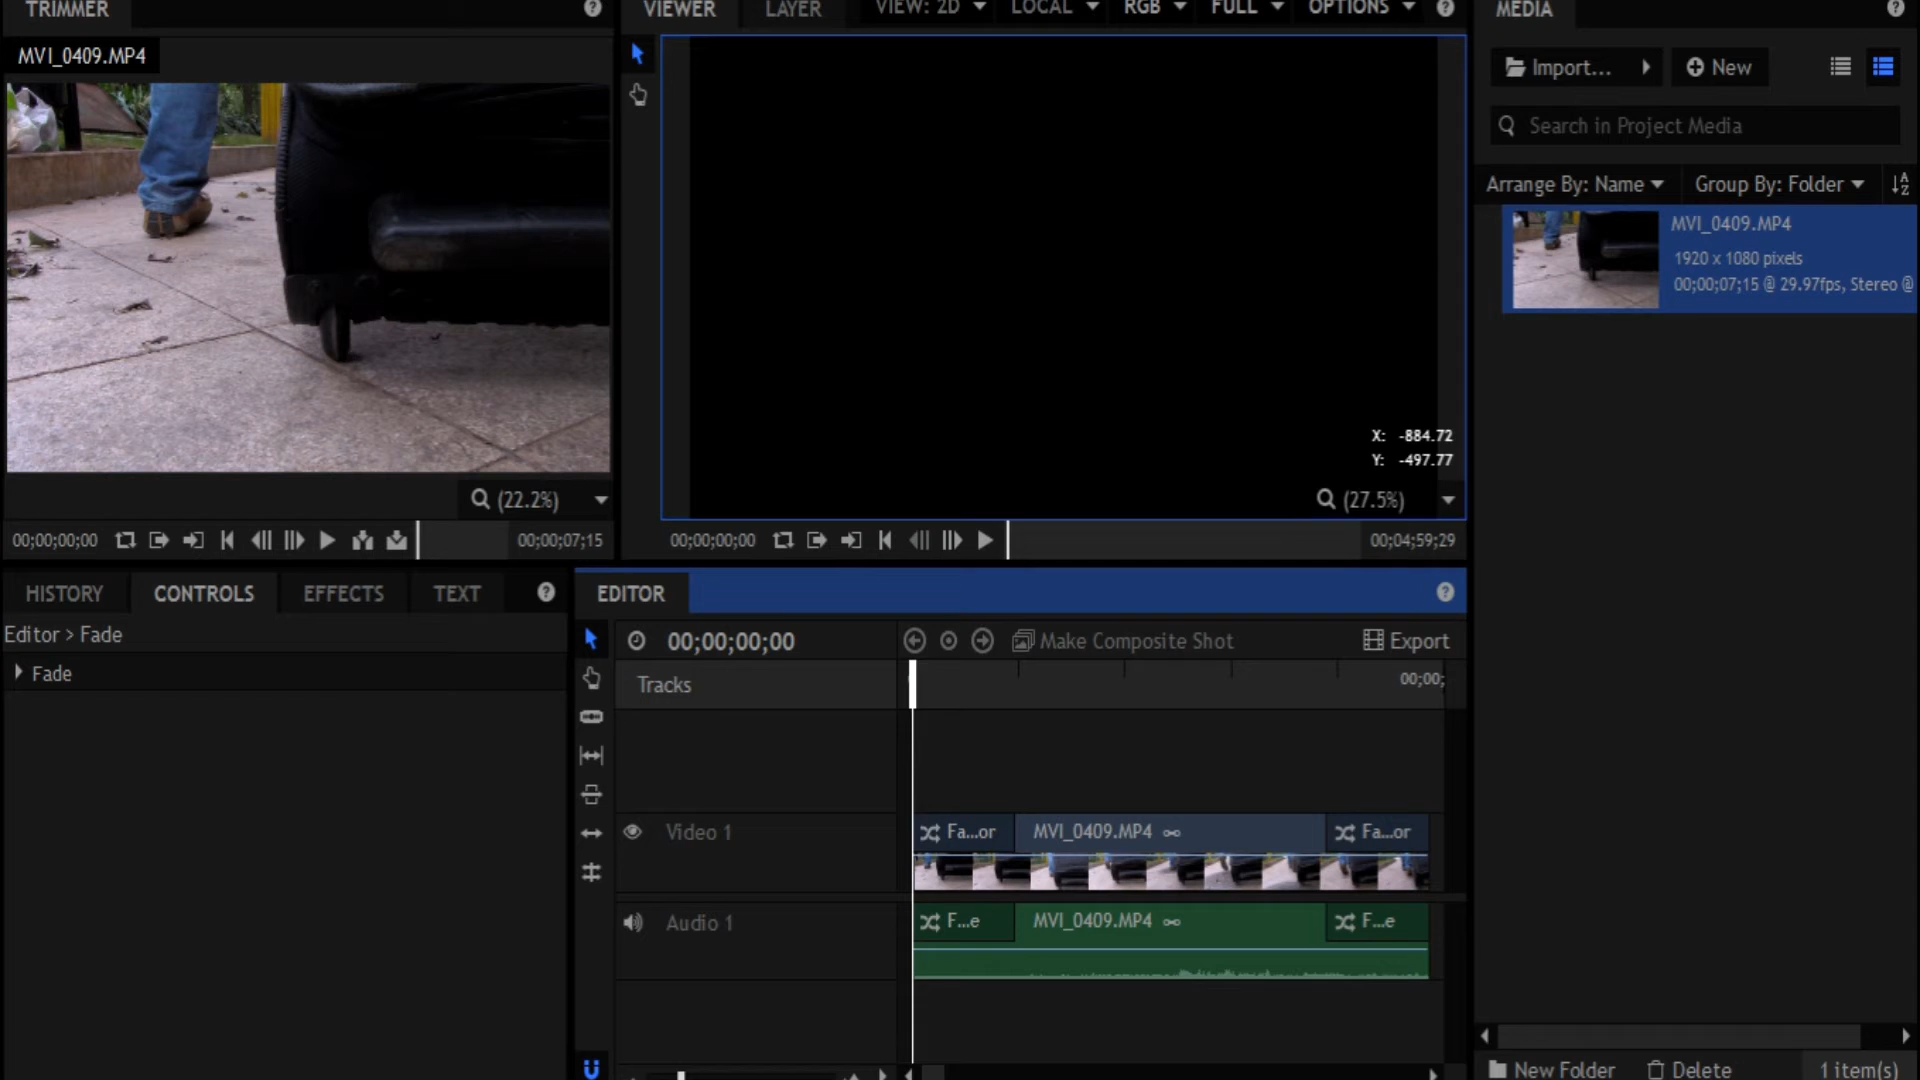 TRIMMER
MVI_0409.MP4
(22.2%)
00;00;00;00
00;00;07;15
VIEWER
LAYER
VIEW: 2D
LOCAL
RGB
FULL
OPTIONS
X: -884.72
Y: -497.77
(27.5%)
00;00;00;00
00;04;59;29
MEDIA
Import...
New
Search in Project Media
Arrange By: Name
Group By: Folder
A
Z
MVI_0409.MP4
1920 x 1080 pixels
00;00;07;15 @ 29.97fps, Stereo @
New Folder
Delete
1 item(s)
HISTORY
CONTROLS
EFFECTS
TEXT
Editor > Fade
Fade
EDITOR
00;00;00;00
Make Composite Shot
Export
Tracks
00;00;
Video 1
Fa...or
MVI_0409.MP4
Fa...or
Audio 1
F...e
MVI_0409.MP4
F...e